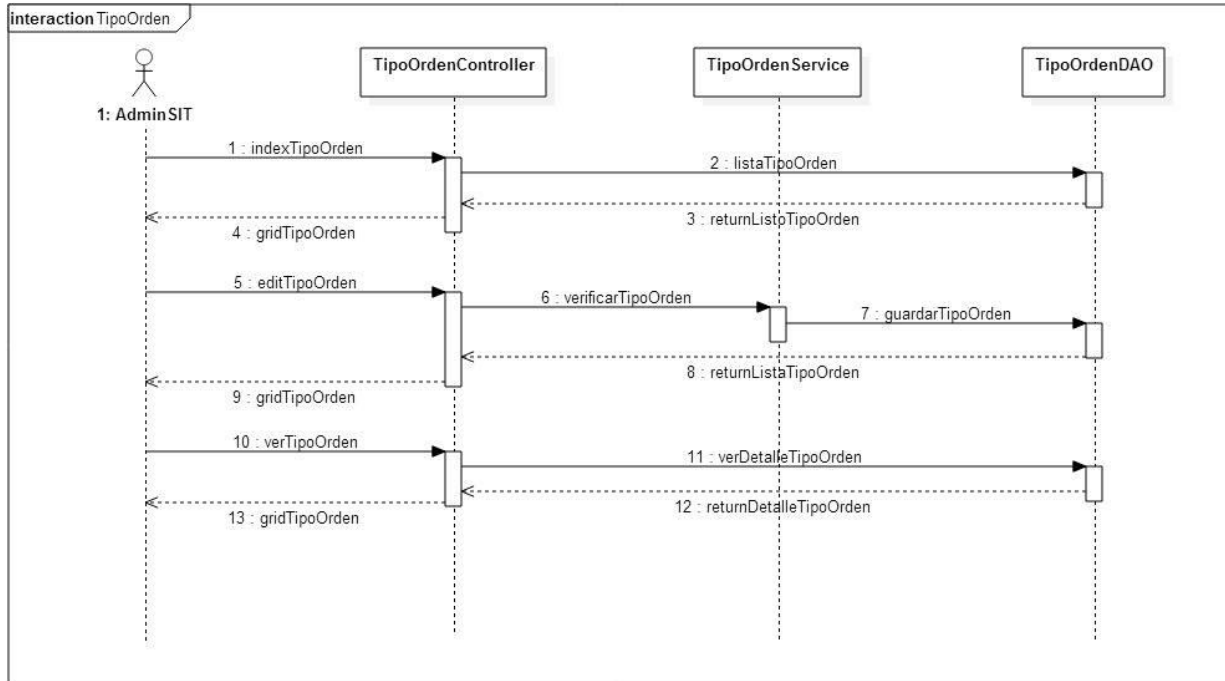 interaction TipoOrden
TipoOrdenController
TipoOrdenService
TipoOrdenDAO
1: AdminSIT
1 : indexTipoOrden
2 : listaTipoOrden
3 : returnListoTipoOrden
4 : gridTipoOrden
5 : editTipoOrden
6 : verificarTipoOrden
7 : guardarTipoOrden
8 : returnListaTipoOrden
9 : gridTipoOrden
10 : verTipoOrden
11 : verDetalleTipoOrden
12 : returnDetalleTipoOrden
13 : gridTipoOrden